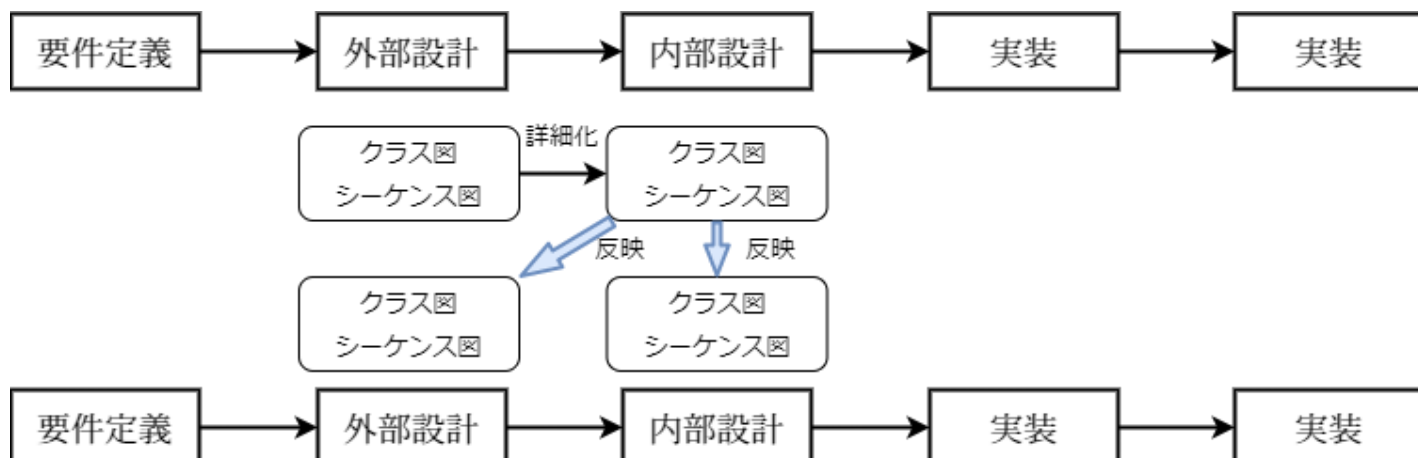 要件定義
外部設計
内部設計
実装
実装
クラス図
シーケンス図
詳細化
クラス図
シーケンス図
反映
反映
クラス図
シーケンス図
クラス図
シーケンス図
要件定義
外部設計
内部設計
実装
実装